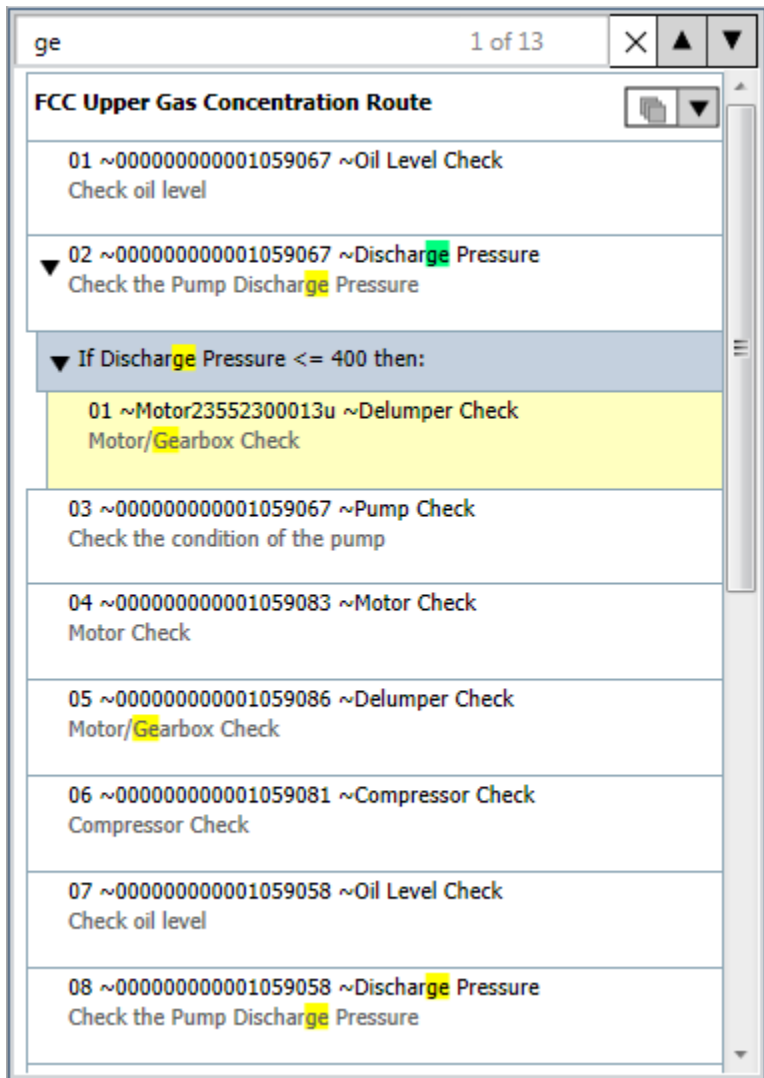 ge 1 of 13
FCC Upper Gas Concentration Route
01 ~000000000001059067 ~Oil Level Check
Check oil level
02 ~000000000001059067 ~Discharge Pressure
Check the Pump Discharge Pressure
If Discharge Pressure <= 400 then:
01 ~Motor23552300013u ~Delumper Check
Motor/Gearbox Check
03 ~000000000001059067 ~Pump Check
Check the condition of the pump
04 ~000000000001059083 ~Motor Check
Motor Check
05 ~000000000001059086 ~Delumper Check
Motor/Gearbox Check
06 ~000000000001059081 ~Compressor Check
Compressor Check
07 ~000000000001059058 ~Oil Level Check
Check oil level
08 ~000000000001059058 ~Discharge Pressure
Check the Pump Discharge Pressure